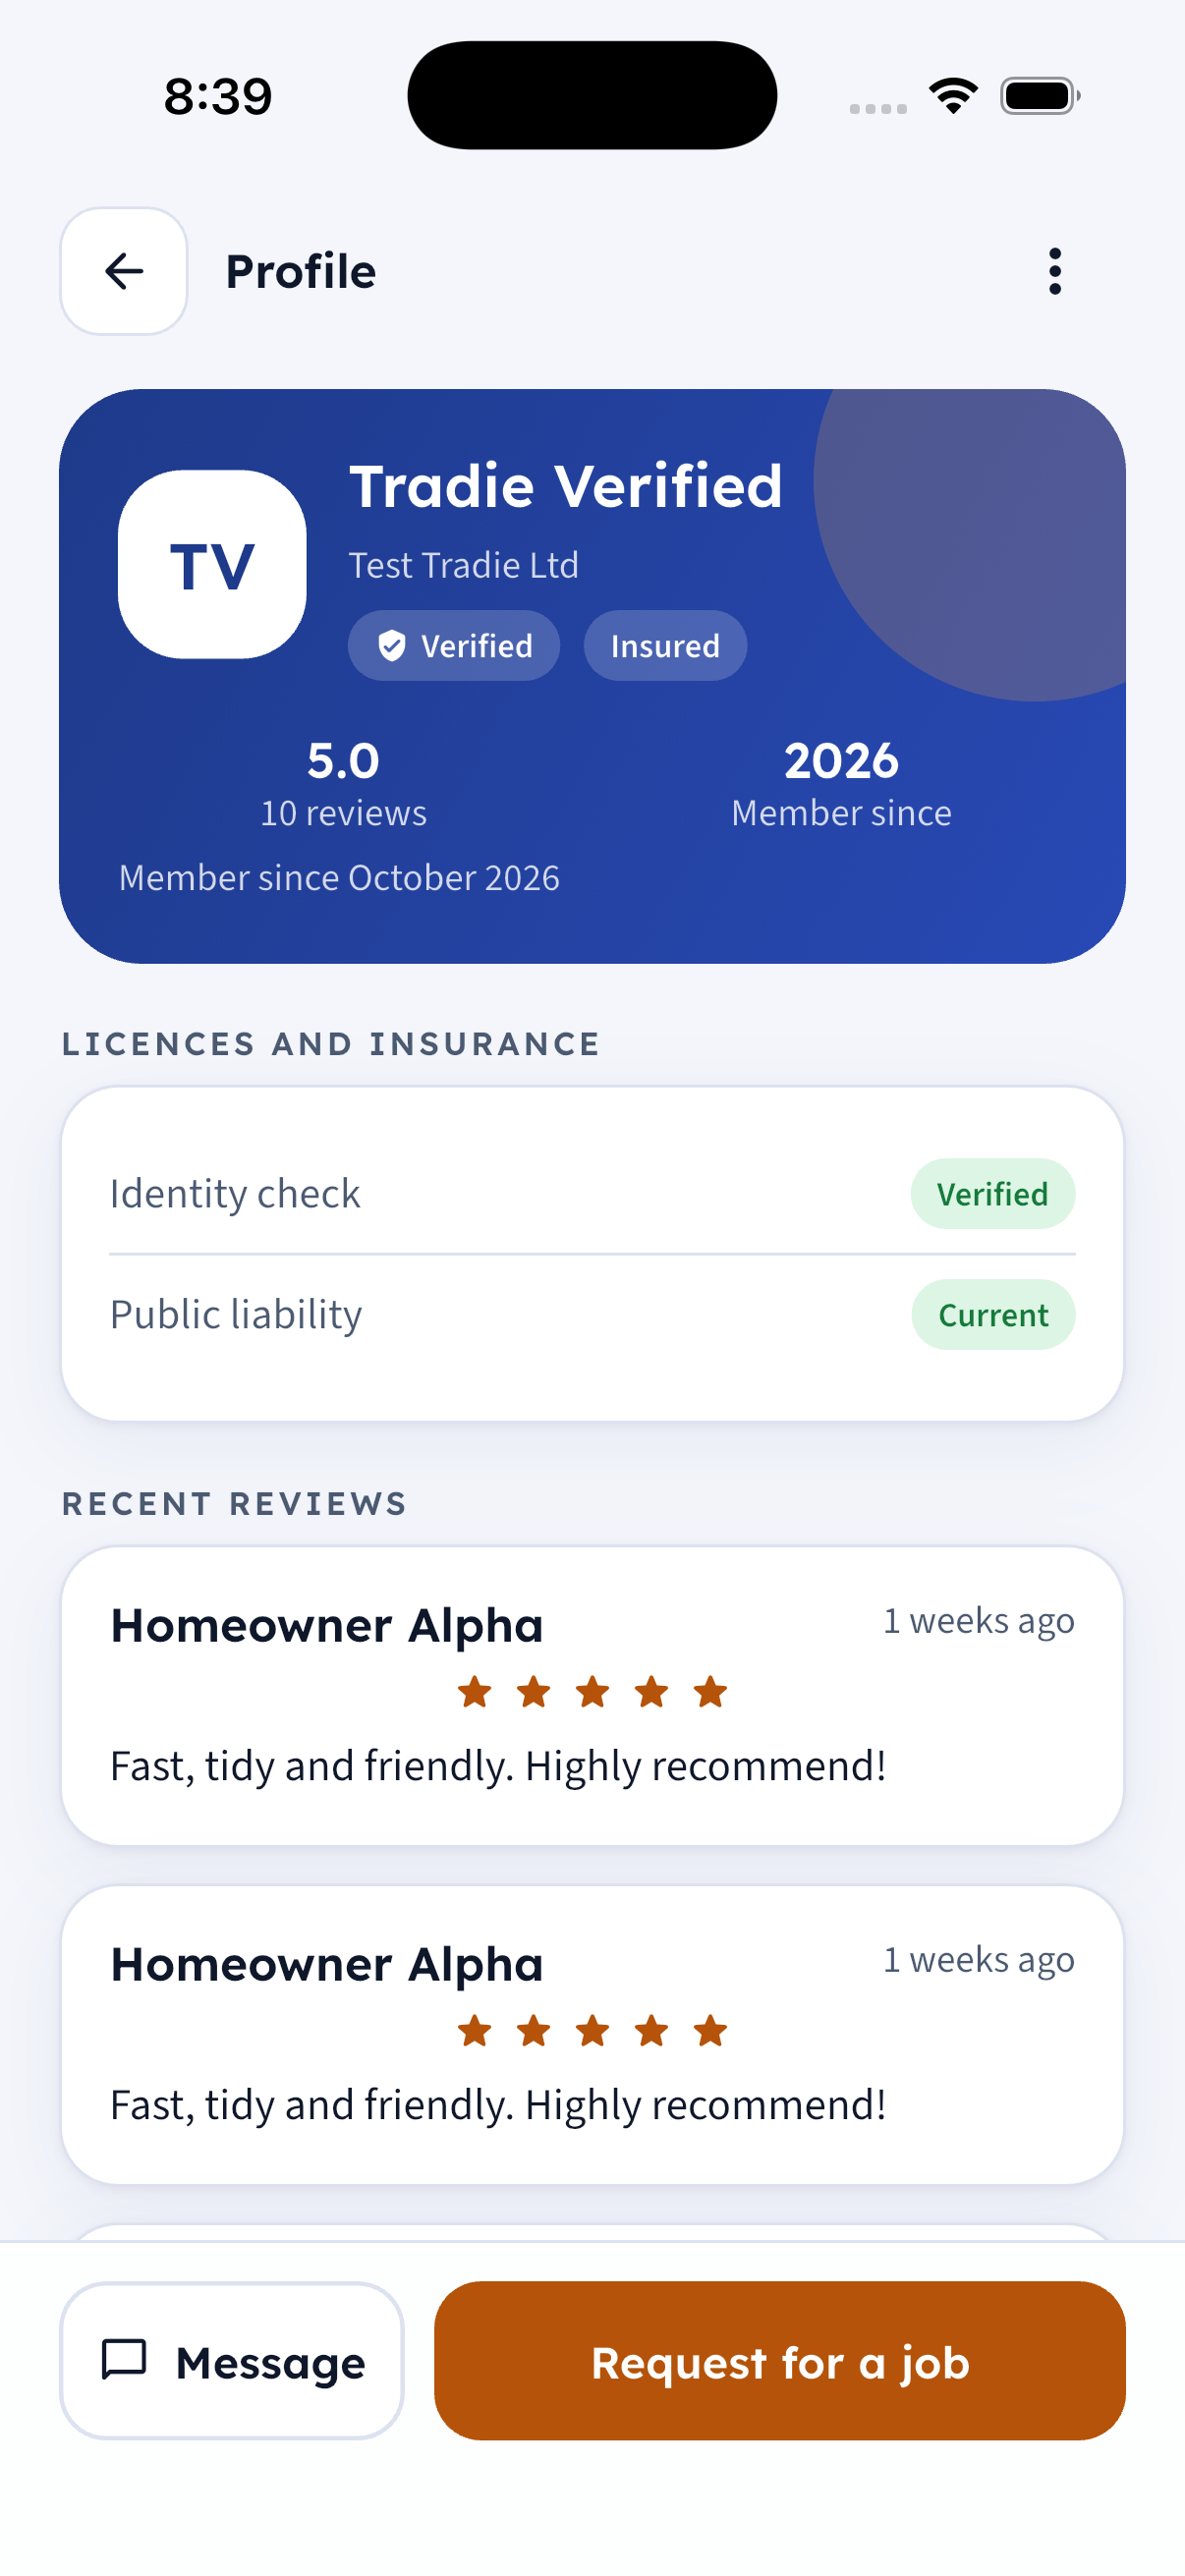 8:39
Profile
TV
Tradie Verified
Test Tradie Ltd
Verified
Insured
5.0
10 reviews
2026
Member since
Member since October 2026
LICENCES AND INSURANCE
Identity check
Verified
Public liability
Current
RECENT REVIEWS
Homeowner Alpha
1 weeks ago
Fast, tidy and friendly. Highly recommend!
Homeowner Alpha
1 weeks ago
Fast, tidy and friendly. Highly recommend!
Message
Request for a job